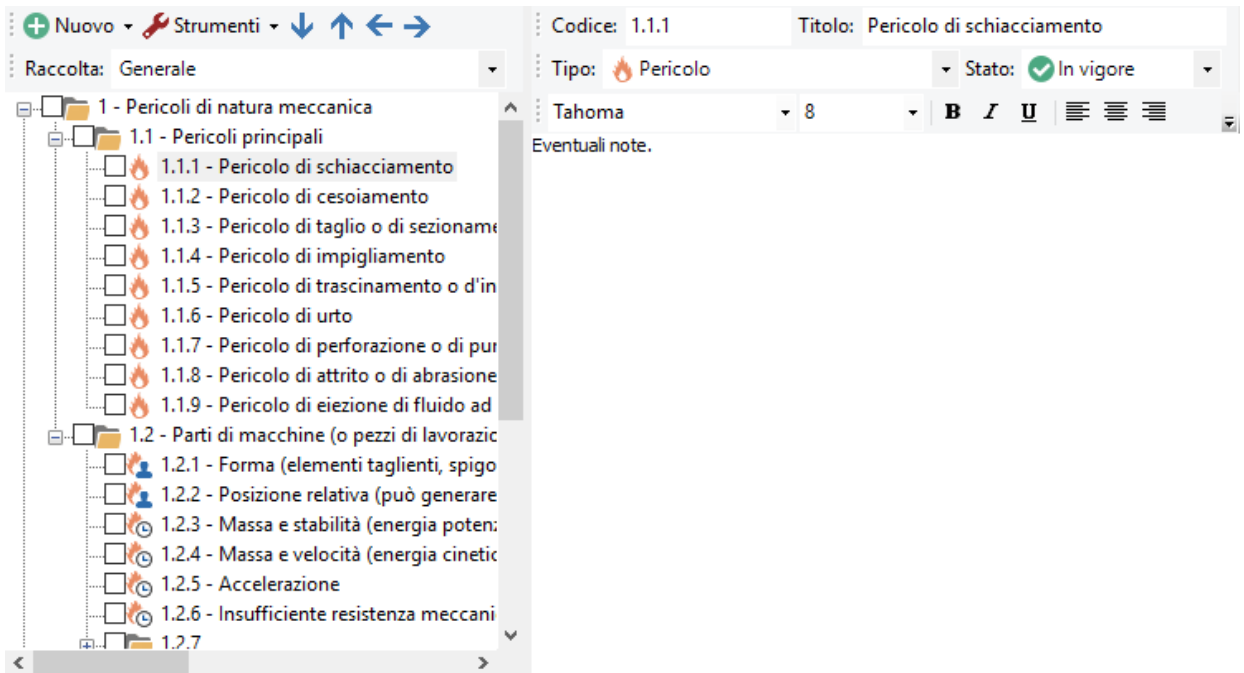 Nuovo Strumenti
Raccolta: Generale
1 - Pericoli di natura meccanica
1.1 - Pericoli principali
1.1.1 - Pericolo di schiacciamento
1.1.2 - Pericolo di cesoiamento
1.1.3 - Pericolo di taglio o di sezioname
1.1.4 - Pericolo di impigliamento
1.1.5 - Pericolo di trascinamento o d'in
1.1.6 - Pericolo di urto
1.1.7 - Pericolo di perforazione o di pur
1.1.8 - Pericolo di attrito o di abrasione
1.1.9 - Pericolo di eiezione di fluido ad
1.2 - Parti di macchine (o pezzi di lavorazic
1.2.1 - Forma (elementi taglienti, spigo
1.2.2 - Posizione relativa (può generare
1.2.3 - Massa e stabilità (energia poten
1.2.4 - Massa e velocità (energia cinetic
1.2.5 - Accelerazione
1.2.6 - Insufficiente resistenza meccani
1.2.7
Codice: 1.1.1 Titolo: Pericolo di schiacciamento
Tipo: Pericolo Stato: In vigore
Tahoma 8 B I U
Eventuali note.